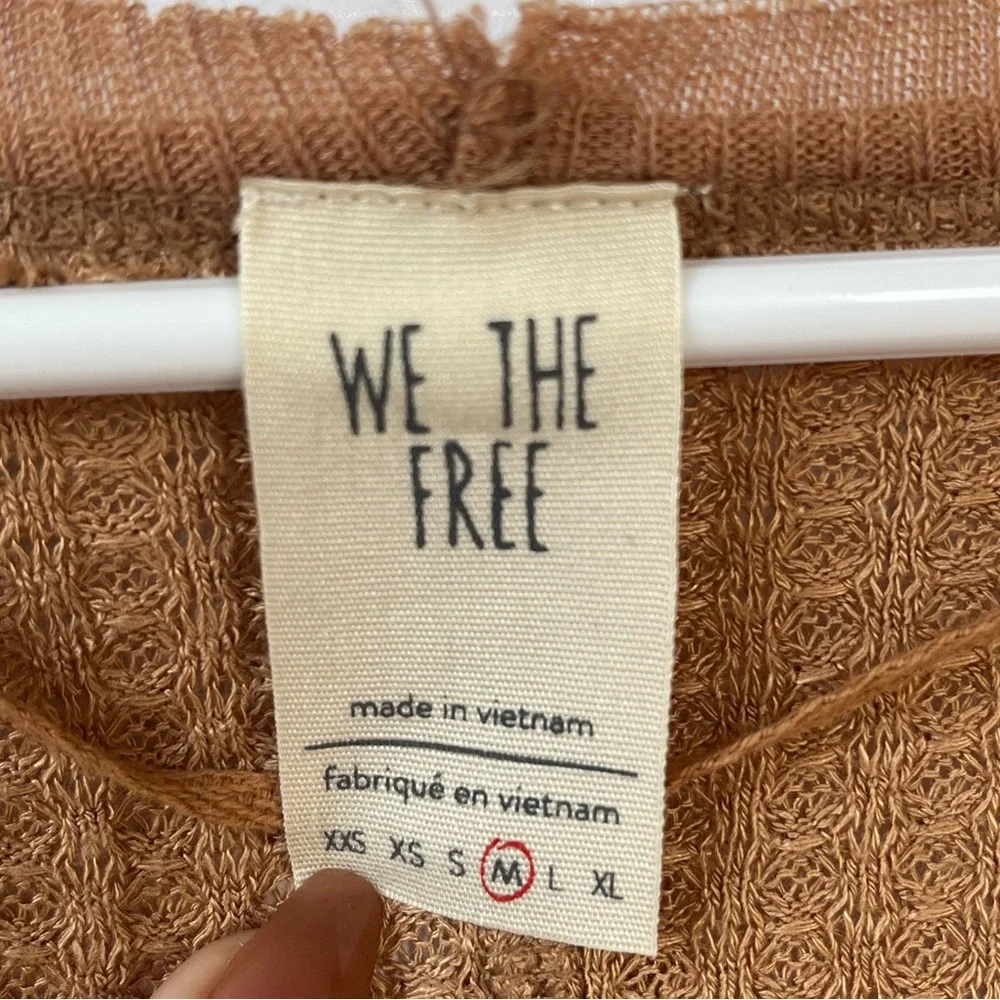 WE THE
FREE
made in vietnam
fabriqué en vietnam
XXS XS S M L XL